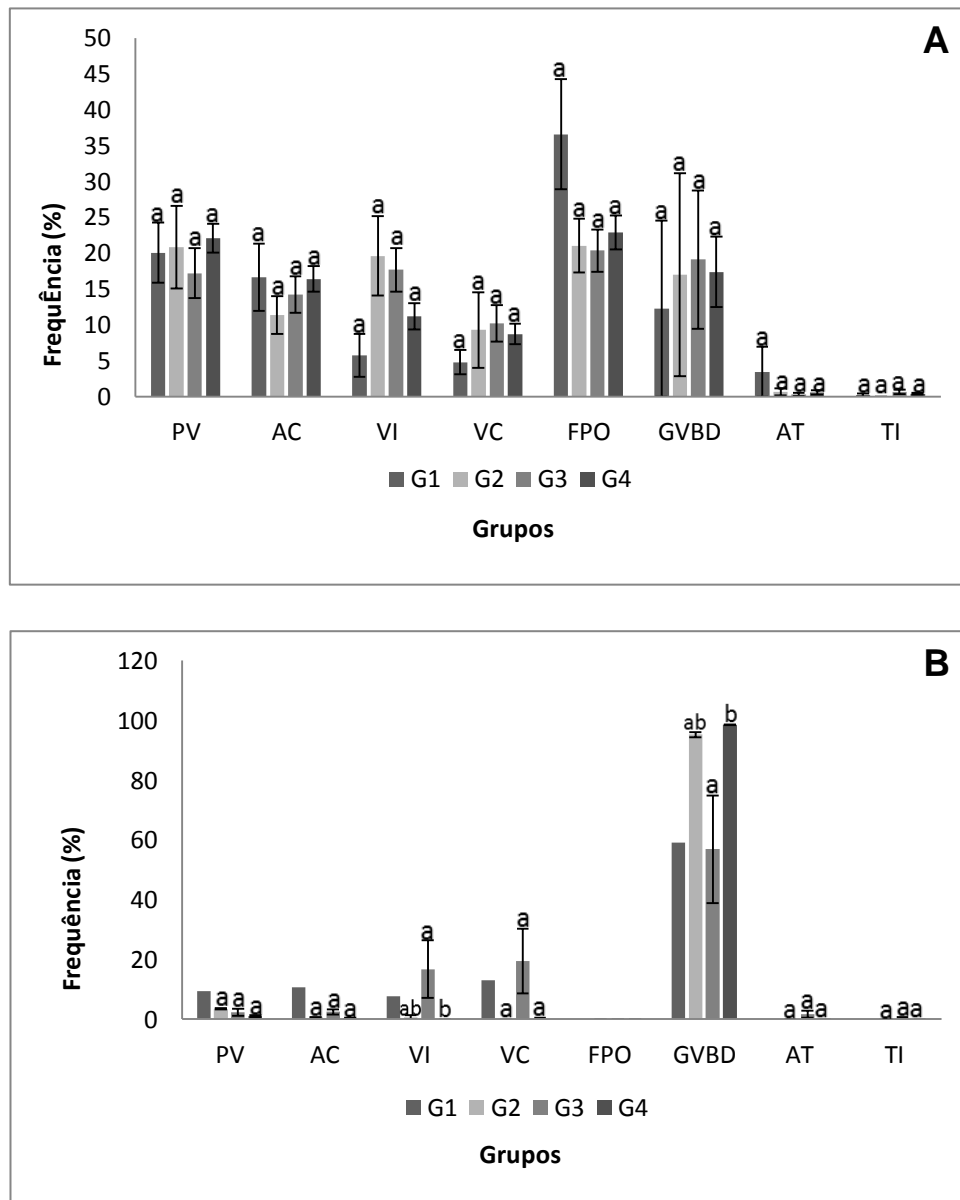 A
50
45
40
35
30
25
20
15
10
5
0
FrequÊncia (%)
a a a a a a a a a a a a a a a a a a a a a a a a a a a a a a a a
PV AC VI VC FPO GVBD AT TI
G1 G2 G3 G4
Grupos
B
120
100
80
60
40
20
0
Frequência (%)
a a a a a a ab a b a a a ab a b a a a a a a
PV AC VI VC FPO GVBD AT TI
G1 G2 G3 G4
Grupos